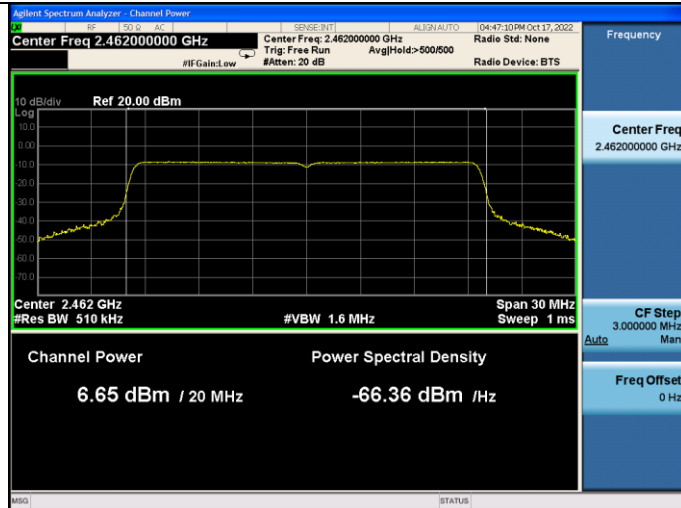 Agilent Spectrum Analyzer - Channel Power
RF 50 Ω AC SENSE:INT ALIGN AUTO 04:47:10 PM Oct 17, 2022
Center Freq 2.462000000 GHz
Center Freq: 2.462000000 GHz
Radio Std: None
Trig: Free Run Avg|Hold:>500/500
#IFGain:Low
#Atten: 20 dB
Radio Device: BTS
10 dB/div Ref 20.00 dBm
Log
10.0
0.00
-10.0
-20.0
-30.0
-40.0
-50.0
-60.0
-70.0
Center 2.462 GHz
Span 30 MHz
#Res BW 510 kHz
#VBW 1.6 MHz
Sweep 1 ms
Channel Power
Power Spectral Density
6.65 dBm / 20 MHz
-66.36 dBm /Hz
Frequency
Center Freq
2.462000000 GHz
CF Step
3.000000 MHz
Auto Man
Freq Offset
0 Hz
MSG
STATUS